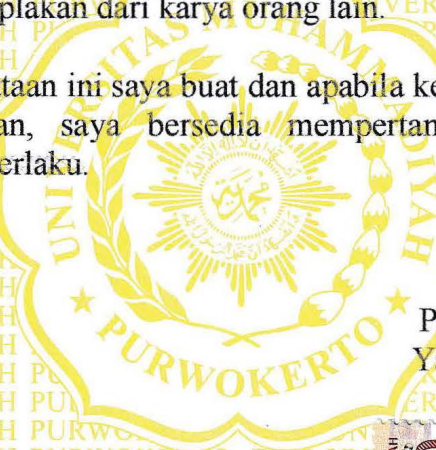 plakan dari karya orang lain.
taan ini saya buat dan apabila ke
an, saya bersedia mempertan
erlaku.
UNIVERSITAS MUHAMMADIYAH
PURWOKERTO
P
Y